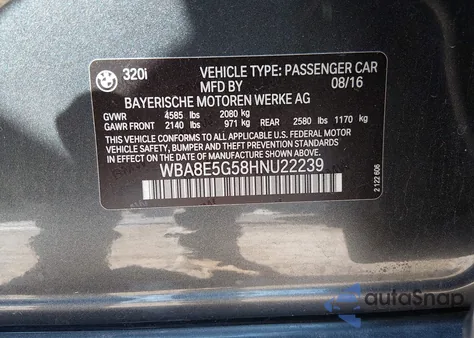 320i VEHICLE TYPE: PASSENGER CAR
MFD BY 08/16
BAYERISCHE MOTOREN WERKE AG
GVWR 4585 lbs 2080 kg
GAWR FRONT 2140 lbs 971 kg REAR 2580 lbs 1170 kg
THIS VEHICLE CONFORMS TO ALL APPLICABLE U.S. FEDERAL MOTOR
VEHICLE SAFETY, BUMPER, AND THEFT PREVENTION STANDARDS
IN EFFECT ON THE DATE OF MANUFACTURE SHOWN ABOVE.
WBA8E5G58HNU22239
2 122 606
autoSnap